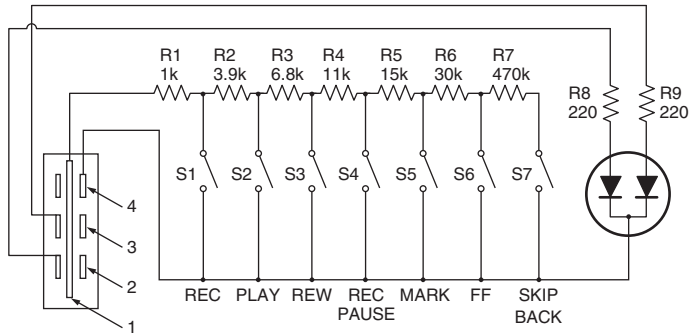 R1 R2 R3 R4 R5 R6 R7
1k 3.9k 6.8k 11k 15k 30k 470k
R8 R9
220 220
S1 S2 S3 S4 S5 S6 S7
4
3
2
1
REC PLAY REW REC MARK FF SKIP
PAUSE BACK